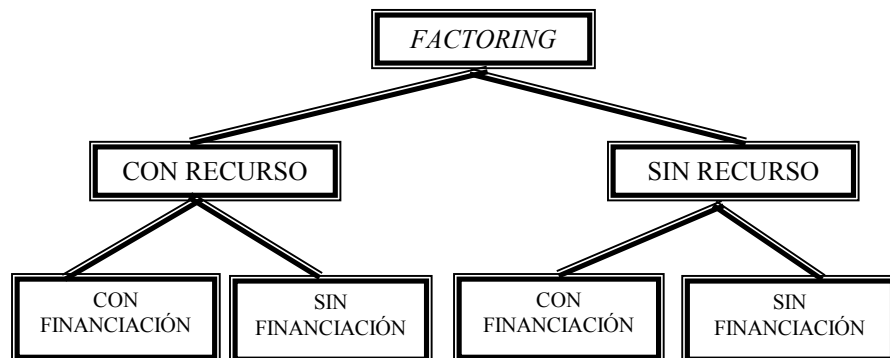 FACTORING
CON RECURSO
SIN RECURSO
CON
FINANCIACIÓN
SIN
FINANCIACIÓN
CON
FINANCIACIÓN
SIN
FINANCIACIÓN